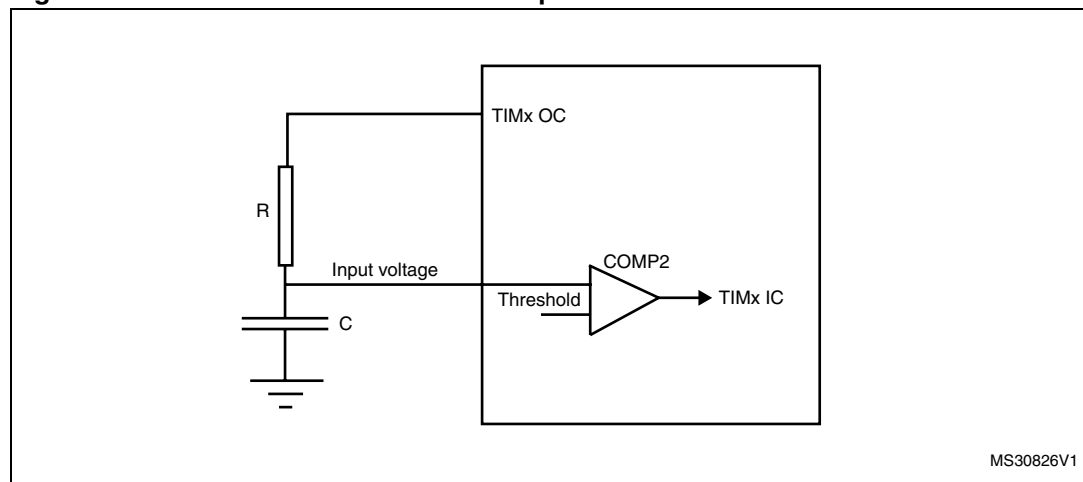 TIMx OC
R
COMP2
Input voltage
Threshold
TIMx IC
C
MS30826V1